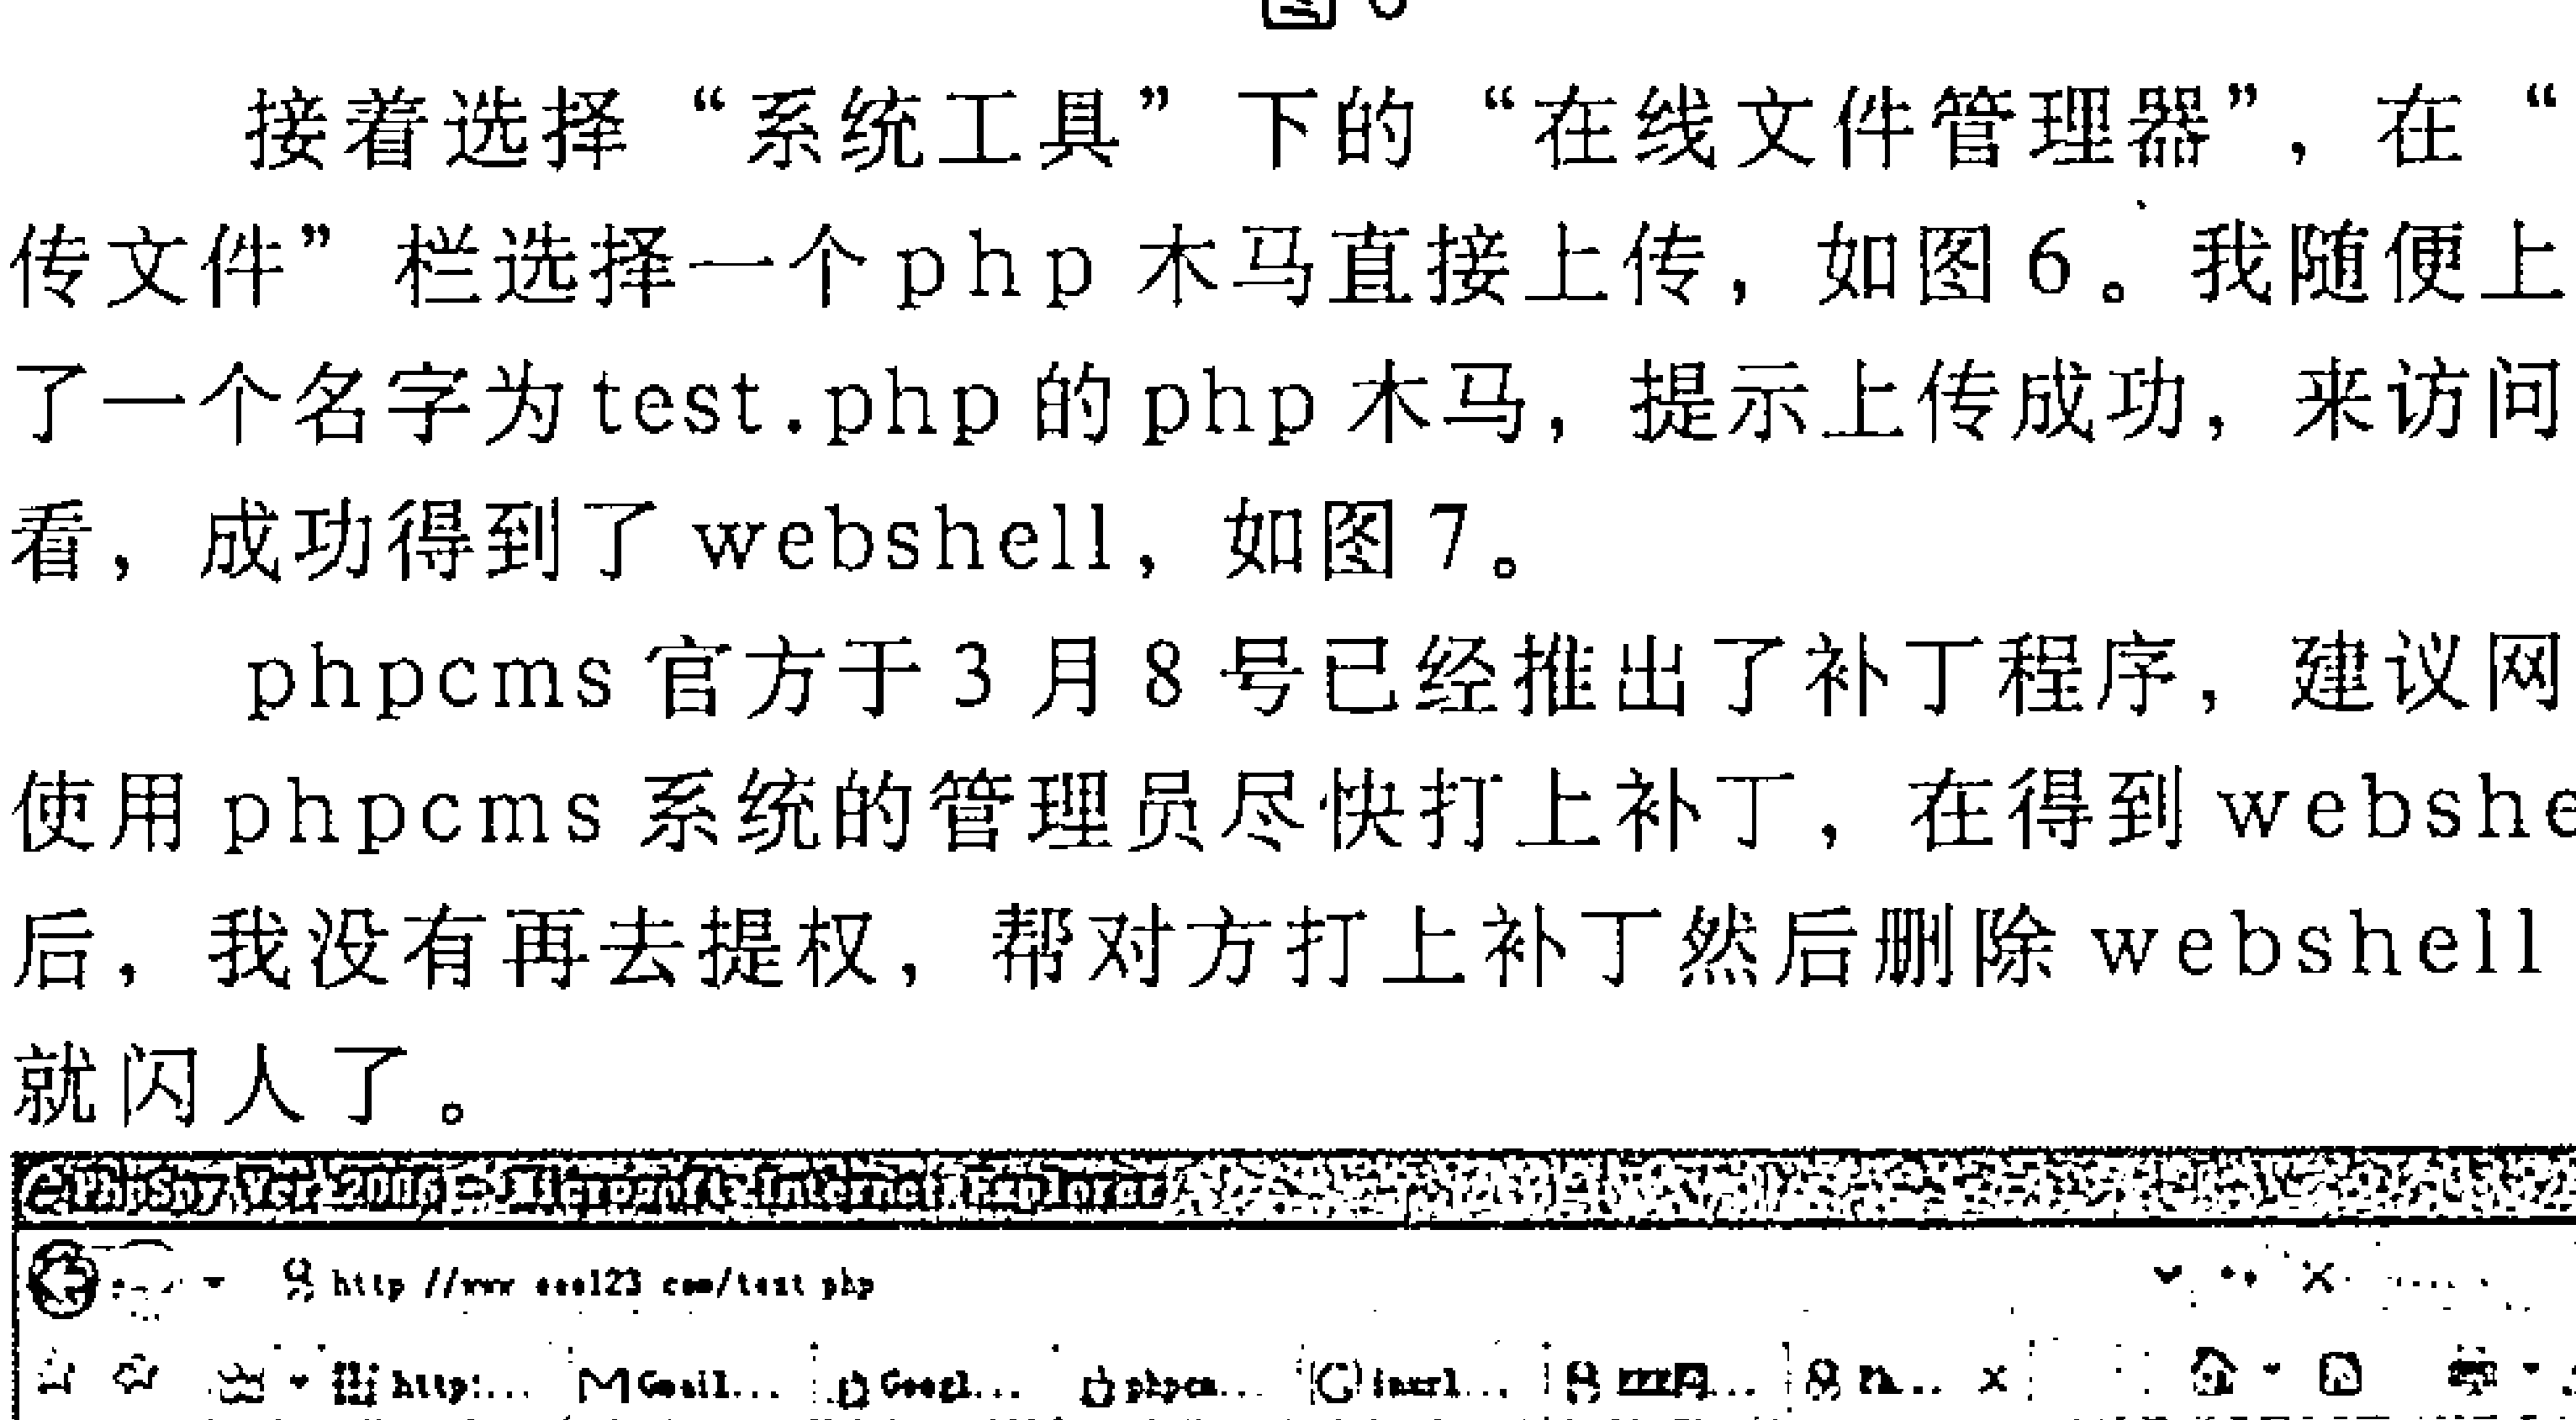 接着选择“系统工具”下的“在线文件管理器”，在“
传文件”栏选择一个php木马直接上传，如图6。我随便上
了一个名字为test.php的php木马，提示上传成功，来访问
看，成功得到了webshell，如图7。
phpcms官方于3月8号已经推出了补丁程序，建议网
使用phpcms系统的管理员尽快打上补丁，在得到webshe
后，我没有再去提权，帮对方打上补丁然后删除webshell
就闪人了。
PhpSpy Ver 2006 - Microsoft Internet Explorer
http://www 123 com/test php
http:... Gmail... Googl... phpcm...